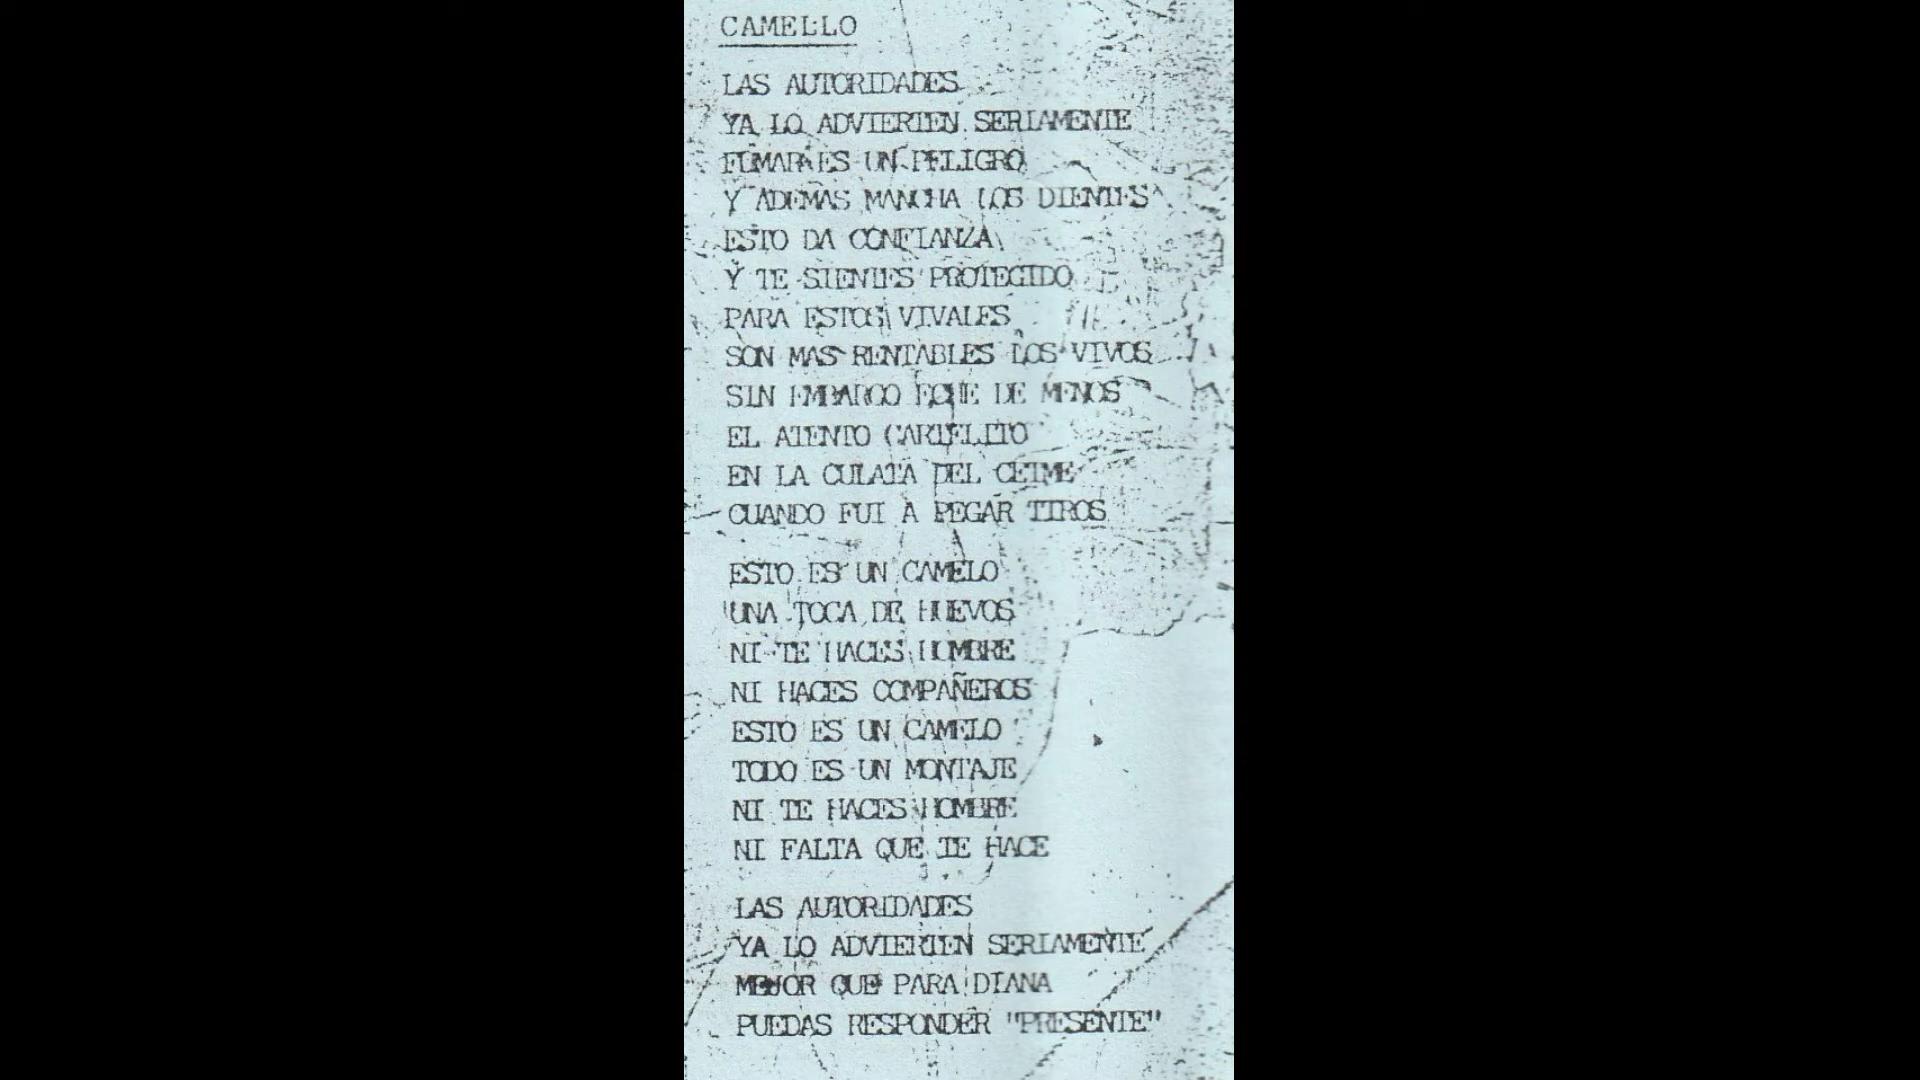 CAMELLO
LAS AUTORIDADES
YA LO ADVIERTEN SERIAMENTE
FUMAR ES UN PELIGRO
Y ADEMAS MANCHA LOS DIENTES
ESTO DA CONFIANZA
Y TE SIENTES PROTEGIDO
PARA ESTOS VIVALES
SON MAS RENTABLES LOS VIVOS
SIN EMBARGO ECHE DE MENOS
EL ATENTO CARTELITO
EN LA CULATA DEL CETME
CUANDO FUI A PEGAR TIROS
ESTO ES UN CAMELO
UNA TOCA DE HUEVOS
NI TE HACES HOMBRE
NI HACES COMPAÑEROS
ESTO ES UN CAMELO
TODO ES UN MONTAJE
NI TE HACES HOMBRE
NI FALTA QUE TE HACE
LAS AUTORIDADES
YA LO ADVIERTEN SERIAMENTE
MEJOR QUE PARA DIANA
PUEDAS RESPONDER "PRESENTE"